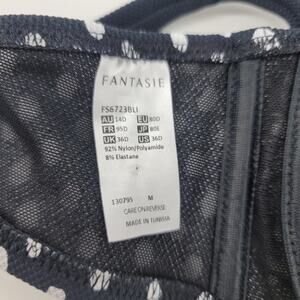 FANTASIE
FS6723BLI
AU 14D EU 80D
FR 95D JP 80E
UK 36D US 36D
92% Nylon/Polyamide
8% Elastane
130795 M
CARE ON REVERSE
MADE IN TUNISIA